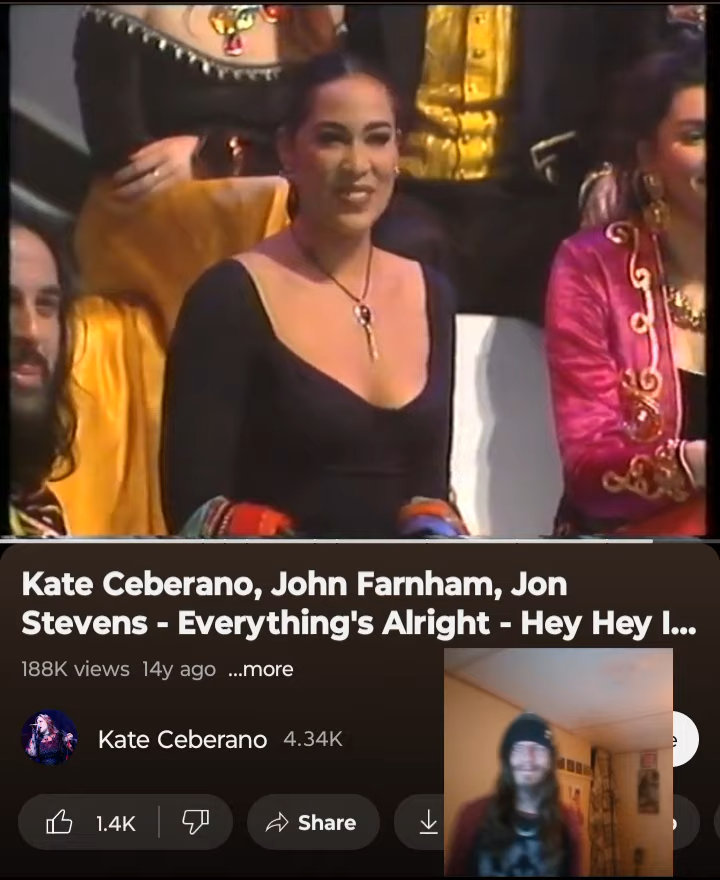 Kate Ceberano, John Farnham, Jon
Stevens - Everything's Alright - Hey Hey I...
188K views 14y ago ...more
Kate Ceberano 4.34K
1.4K Share